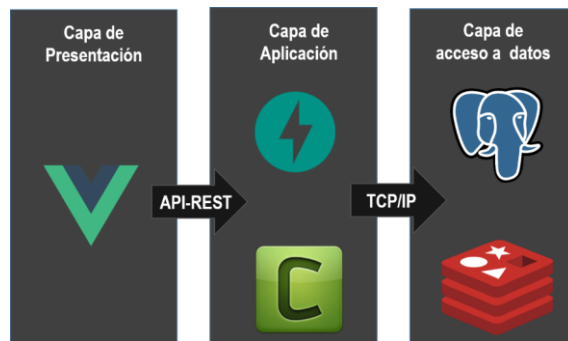 Capa de
Presentación
Capa de
Aplicación
Capa de
acceso a datos
API-REST
TCP/IP
C